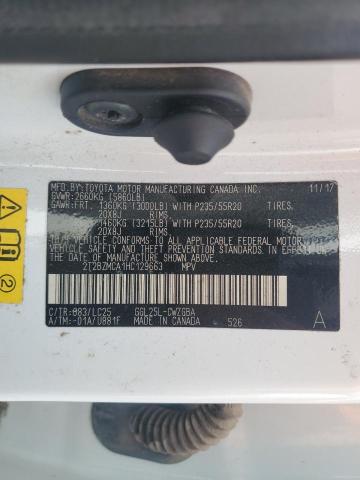 MFD.BY:TOYOTA MOTOR MANUFACTURING CANADA INC. 11/17
GVWR:2660KG (5860LB)
GAWR:FRT. 1360KG (3000LB) WITH P235/55R20 TIRES,
20X8J RIMS,
RR. 1460KG (3215LB) WITH P235/55R20 TIRES,
20X8J RIMS,
THIS VEHICLE CONFORMS TO ALL APPLICABLE FEDERAL MOTOR
VEHICLE SAFETY AND THEFT PREVENTION STANDARDS IN
EFFECT ON THE DATE OF MANUFACTURE SHOWN ABOVE.
2T2BZMCA1HC129663 MPV
C/TR:083/LC25 GGL25L-CWZGBA
A/TM:-01A/U881F MADE IN CANADA 526 A
2